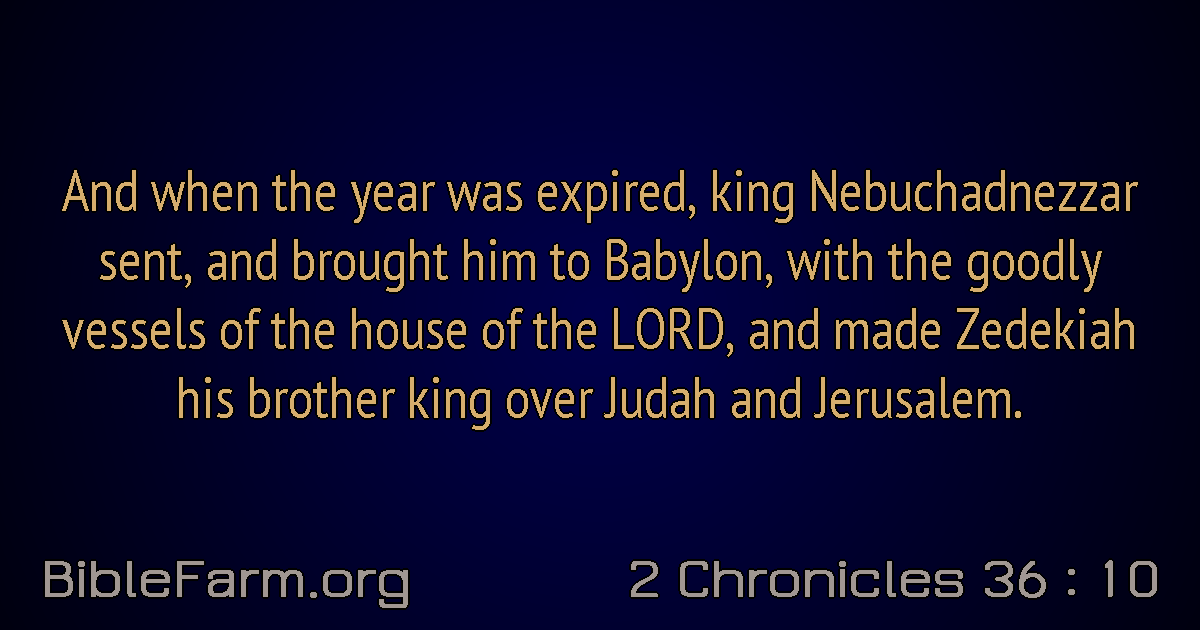 And when the year was expired, king Nebuchadnezzar
sent, and brought him to Babylon, with the goodly
vessels of the house of the LORD, and made Zedekiah
his brother king over Judah and Jerusalem.
BibleFarm.org
2 Chronicles 36 : 10